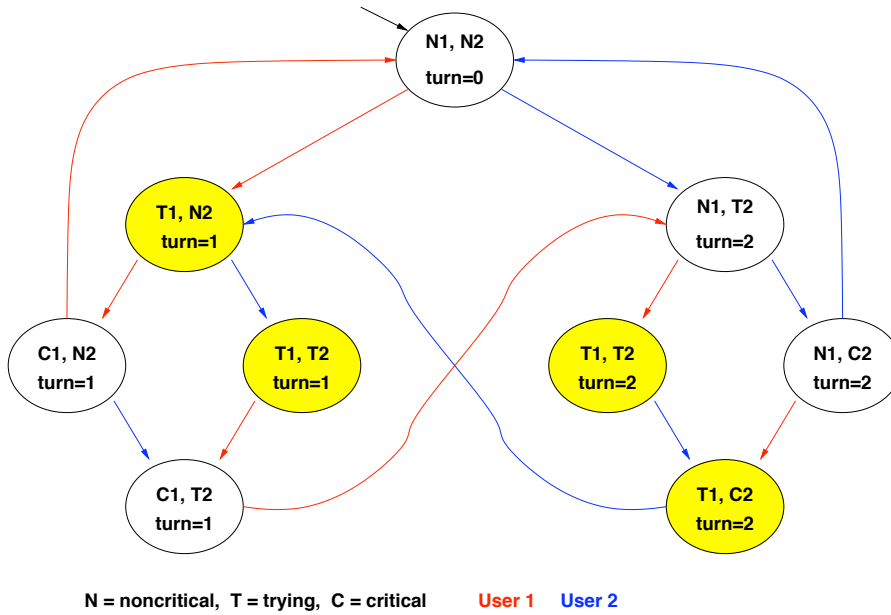 N1, N2
turn=0
T1, N2
turn=1
N1, T2
turn=2
C1, N2
turn=1
T1, T2
turn=1
T1, T2
turn=2
N1, C2
turn=2
C1, T2
turn=1
T1, C2
turn=2
N = noncritical, T = trying, C = critical User 1 User 2